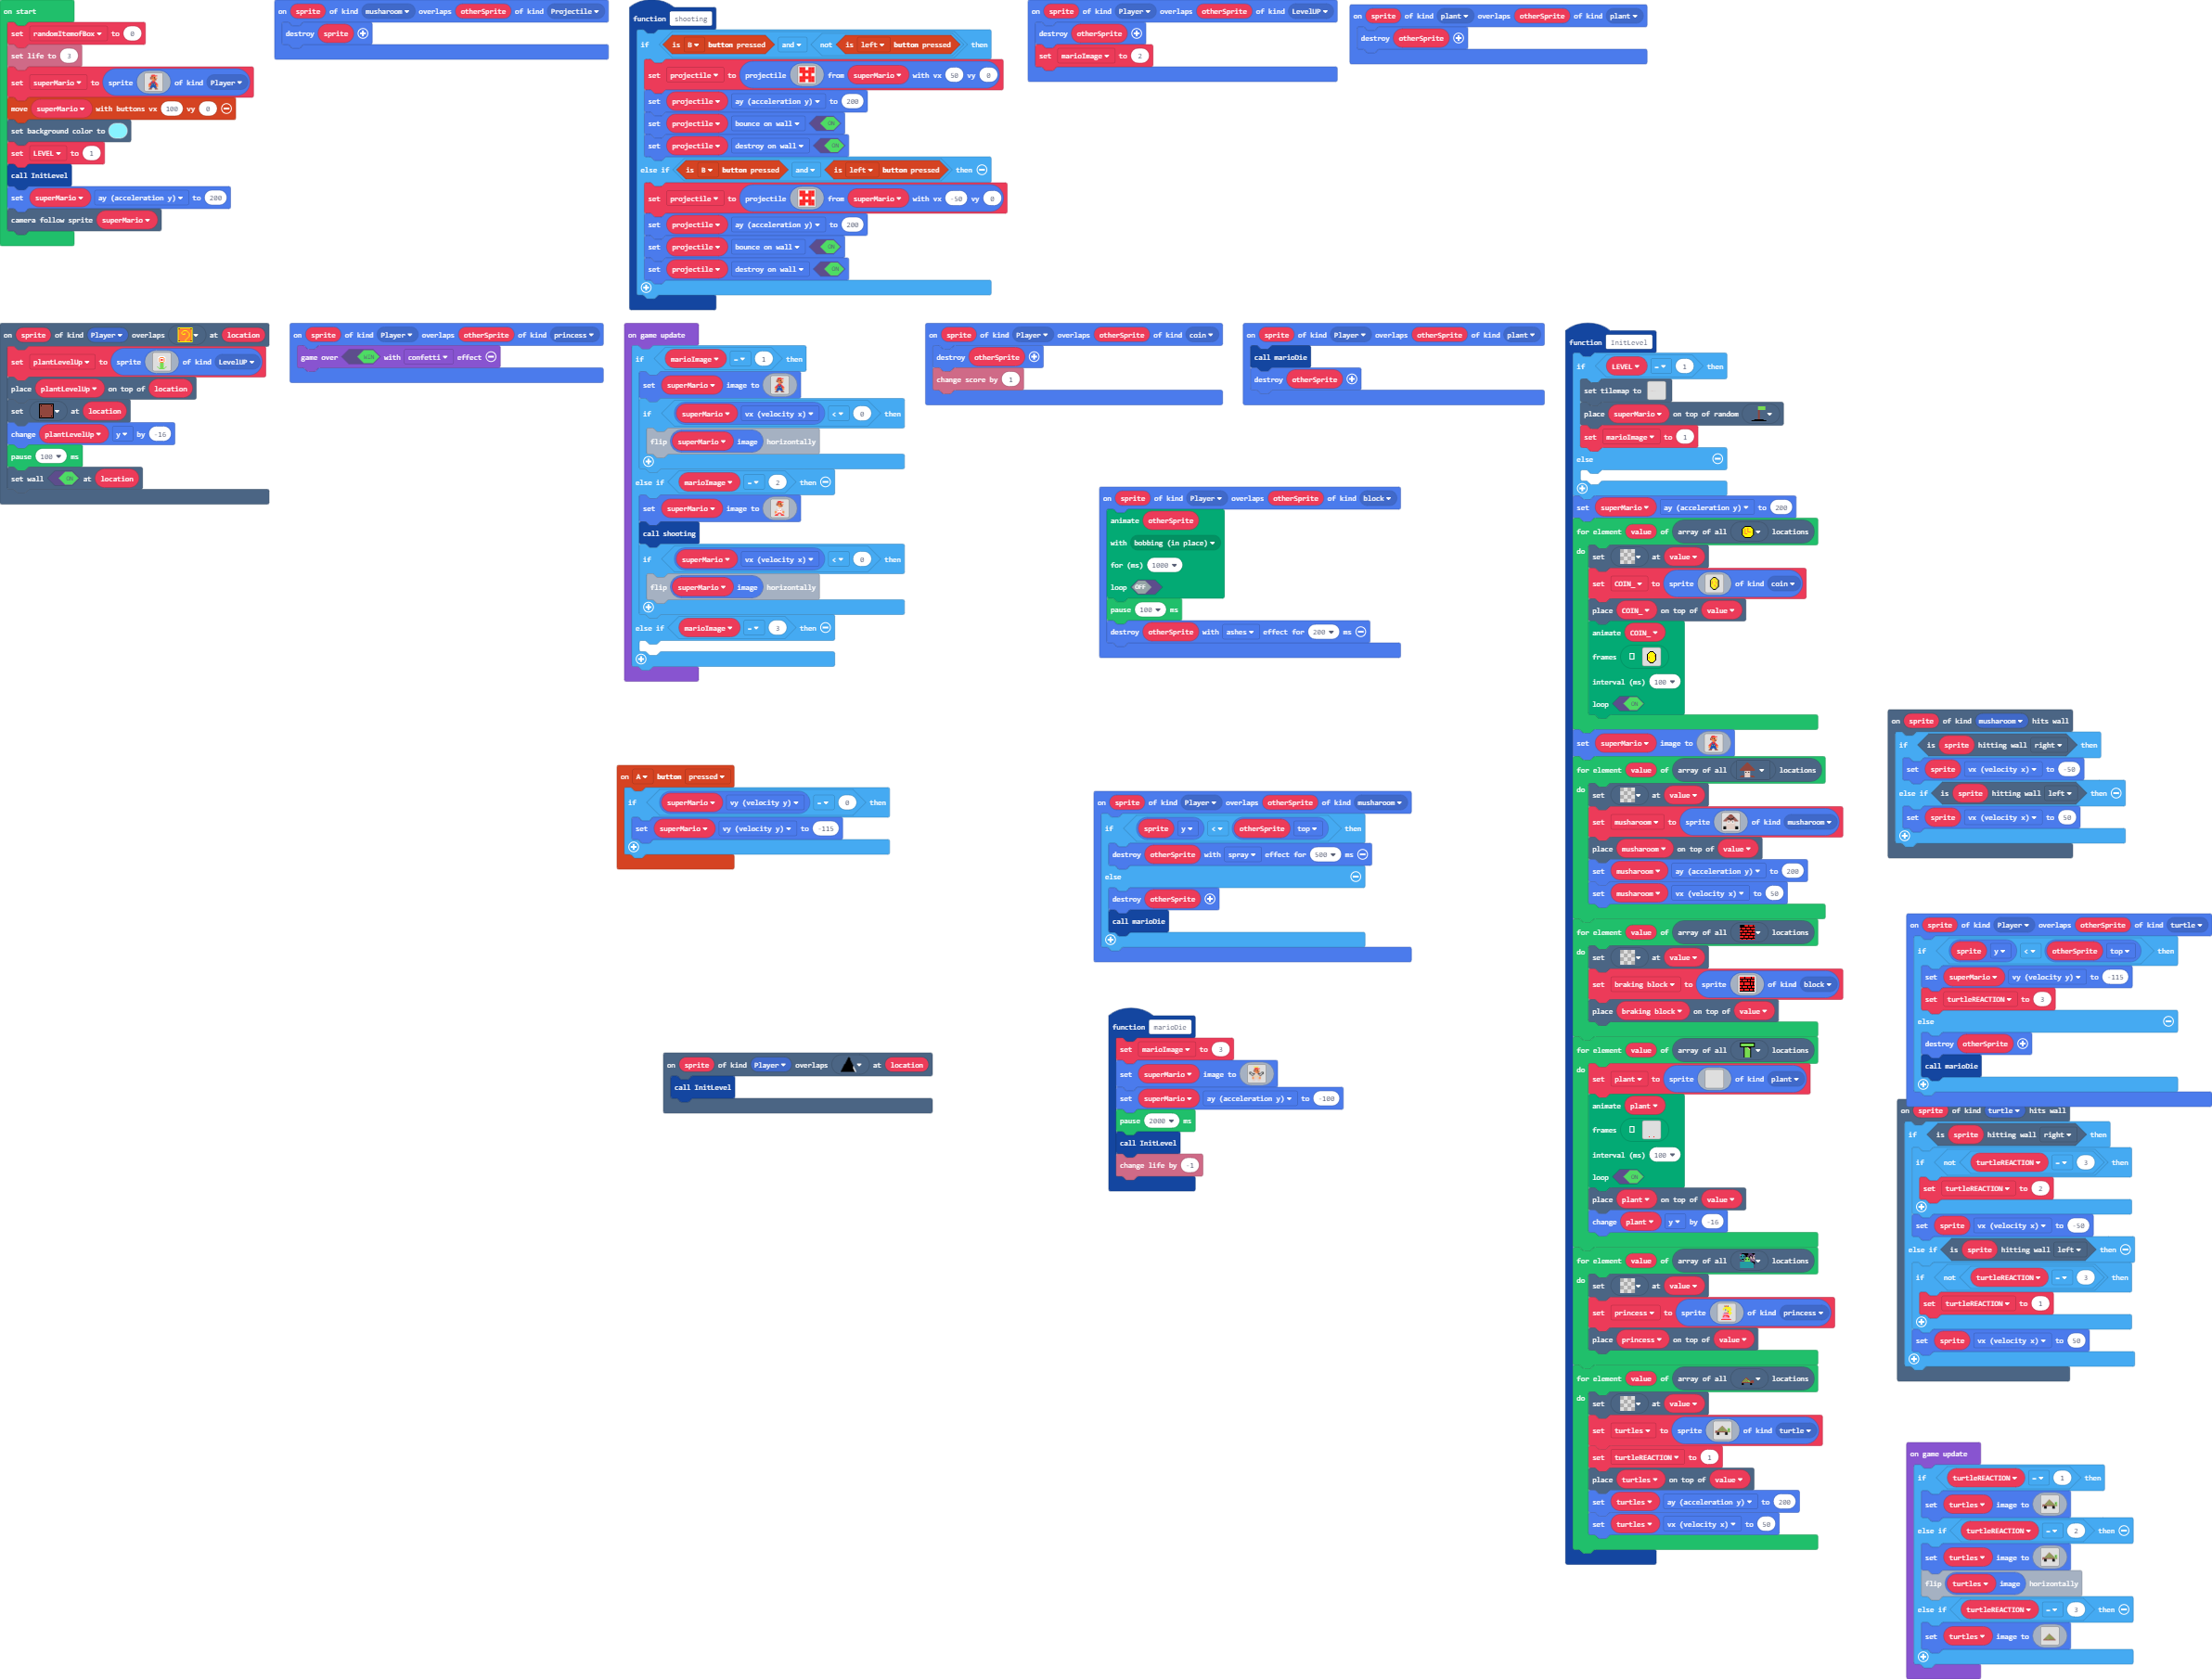 on start
set randomItemofBox to 0
set life to 3
set superMario to sprite of kind Player
move superMario with buttons vx 100 vy 0
set background color to
set LEVEL to 1
call InitLevel
set superMario ay (acceleration y) to 200
camera follow sprite superMario
on sprite of kind musharoom overlaps otherSprite of kind Projectile
destroy sprite
function shooting
if is B button pressed and not is left button pressed then
set projectile to projectile from superMario with vx 50 vy 0
set projectile ay (acceleration y) to 200
set projectile bounce on wall ON
set projectile destroy on wall ON
else if is B button pressed and is left button pressed then
set projectile to projectile from superMario with vx -50 vy 0
set projectile ay (acceleration y) to 200
set projectile bounce on wall ON
set projectile destroy on wall ON
on sprite of kind Player overlaps otherSprite of kind LevelUP
destroy otherSprite
set marioImage to 2
on sprite of kind plant overlaps otherSprite of kind plant
destroy otherSprite
on sprite of kind Player overlaps at location
set plantLevelUp to sprite of kind LevelUP
place plantLevelUp on top of location
set at location
change plantLevelUp y by -16
pause 100 ms
set wall ON at location
on sprite of kind Player overlaps otherSprite of kind princess
game over WIN with confetti effect
on game update
if marioImage = 1 then
set superMario image to
if superMario vx (velocity x) < 0 then
flip superMario image horizontally
else if marioImage = 2 then
set superMario image to
call shooting
if superMario vx (velocity x) < 0 then
flip superMario image horizontally
else if marioImage = 3 then
on sprite of kind Player overlaps otherSprite of kind coin
destroy otherSprite
change score by 1
on sprite of kind Player overlaps otherSprite of kind plant
call marioDie
destroy otherSprite
on sprite of kind Player overlaps otherSprite of kind block
animate otherSprite
with bobbing (in place)
for (ms) 1000
loop OFF
pause 100 ms
destroy otherSprite with ashes effect for 200 ms
on A button pressed
if superMario vy (velocity y) = 0 then
set superMario vy (velocity y) to -115
on sprite of kind Player overlaps otherSprite of kind musharoom
if sprite y < otherSprite top then
destroy otherSprite with spray effect for 500 ms
else
destroy otherSprite
call marioDie
on sprite of kind Player overlaps at location
call InitLevel
function marioDie
set marioImage to 3
set superMario image to
set superMario ay (acceleration y) to -100
pause 2000 ms
call InitLevel
change life by -1
function initLevel
if LEVEL = 1 then
set tilemap to
place superMario on top of random
set marioImage to 1
else
set superMario ay (acceleration y) to 200
for element value of array of all locations
do set at value
set COIN_ to sprite of kind coin
place COIN_ on top of value
animate COIN_
frames
interval (ms) 100
loop ON
set superMario image to
for element value of array of all locations
do set at value
set musharoom to sprite of kind musharoom
place musharoom on top of value
set musharoom ay (acceleration y) to 200
set musharoom vx (velocity x) to 50
for element value of array of all locations
do set at value
set braking block to sprite of kind block
place braking block on top of value
for element value of array of all locations
do set plant to sprite of kind plant
animate plant
frames
interval (ms) 100
loop ON
place plant on top of value
change plant y by -16
for element value of array of all locations
do set at value
set princess to sprite of kind princess
place princess on top of value
for element value of array of all locations
do set at value
set turtles to sprite of kind turtle
set turtleREACTION to 1
place turtles on top of value
set turtles ay (acceleration y) to 200
set turtles vx (velocity x) to 50
on sprite of kind musharoom hits wall
if is sprite hitting wall right then
set sprite vx (velocity x) to -50
else if is sprite hitting wall left then
set sprite vx (velocity x) to 50
on sprite of kind Player overlaps otherSprite of kind turtle
if sprite y < otherSprite top then
set superMario vy (velocity y) to -115
set turtleREACTION to 3
else
destroy otherSprite
call marioDie
on sprite of kind turtle hits wall
if is sprite hitting wall right then
if not turtleREACTION = 3 then
set turtleREACTION to 2
set sprite vx (velocity x) to -50
else if is sprite hitting wall left then
if not turtleREACTION = 3 then
set turtleREACTION to 1
set sprite vx (velocity x) to 50
on game update
if turtleREACTION = 1 then
set turtles image to
else if turtleREACTION = 2 then
set turtles image to
flip turtles image horizontally
else if turtleREACTION = 3 then
set turtles image to